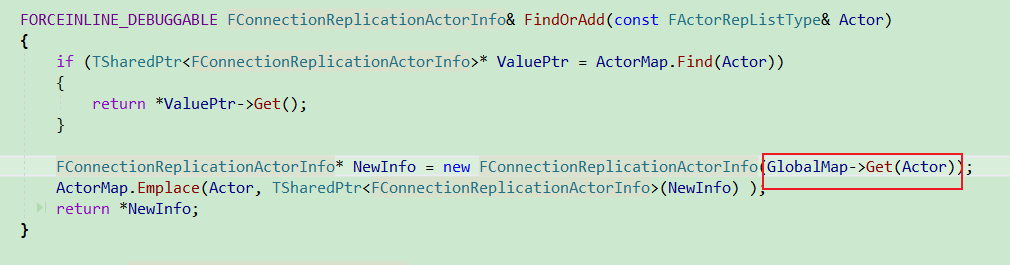 FORCEINLINE_DEBUGGABLE FConnectionReplicationActorInfo& FindOrAdd(const FActorRepListType& Actor)
{
if (TSharedPtr<FConnectionReplicationActorInfo>* ValuePtr = ActorMap.Find(Actor))
{
return *ValuePtr->Get();
}
FConnectionReplicationActorInfo* NewInfo = new FConnectionReplicationActorInfo(GlobalMap->Get(Actor));
ActorMap.Emplace(Actor, TSharedPtr<FConnectionReplicationActorInfo>(NewInfo) );
return *NewInfo;
}